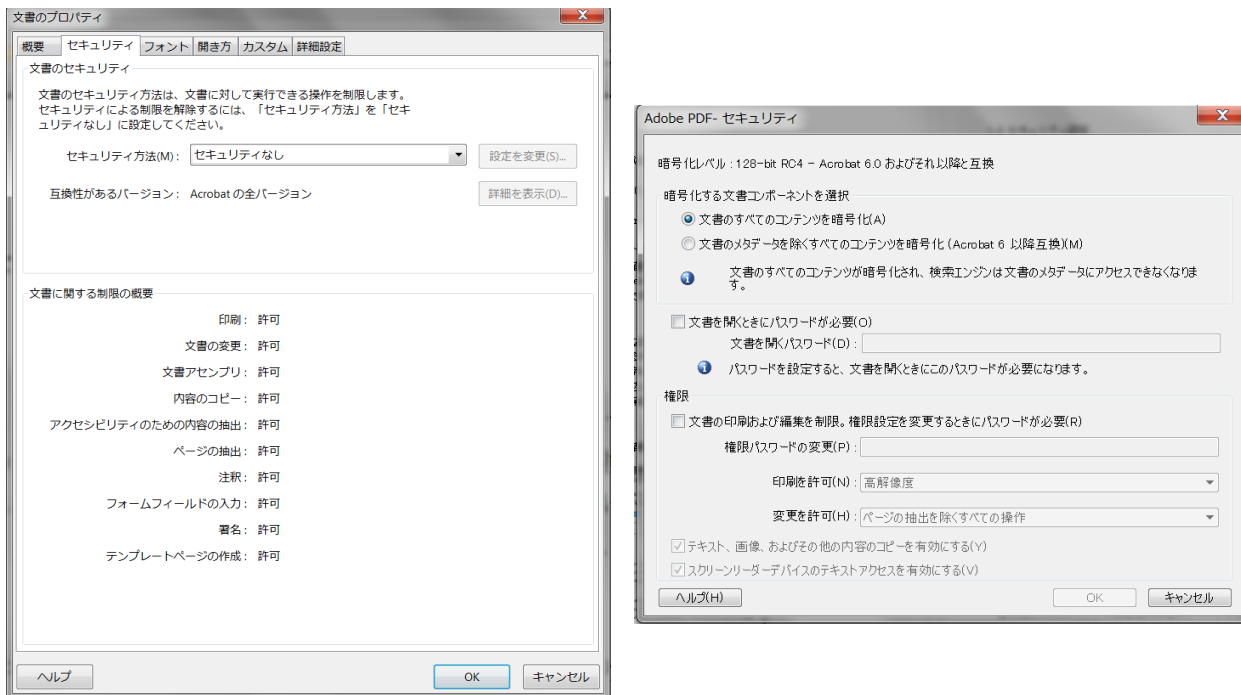 文書のプロパティ
概要 セキュリティ フォント 開き方 カスタム 詳細設定
文書のセキュリティ
文書のセキュリティ方法は、文書に対して実行できる操作を制限します。
セキュリティによる制限を解除するには、「セキュリティ方法」を「セキ
ュリティなし」に設定してください。
セキュリティ方法(M): セキュリティなし 設定を変更(S)...
互換性があるバージョン: Acrobat の全バージョン 詳細を表示(D)...
文書に関する制限の概要
印刷: 許可
文書の変更: 許可
文書アセンブリ: 許可
内容のコピー: 許可
アクセシビリティのための内容の抽出: 許可
ページの抽出: 許可
注釈: 許可
フォームフィールドの入力: 許可
署名: 許可
テンプレートページの作成: 許可
ヘルプ OK キャンセル
Adobe PDF- セキュリティ
暗号化レベル : 128-bit RC4 - Acrobat 6.0 およびそれ以降と互換
暗号化する文書コンポーネントを選択
文書のすべてのコンテンツを暗号化(A)
文書のメタデータを除くすべてのコンテンツを暗号化 (Acrobat 6 以降互換)(M)
文書のすべてのコンテンツが暗号化され、検索エンジンは文書のメタデータにアクセスできなくなりま
す。
文書を開くときにパスワードが必要(O)
文書を開くパスワード(D) :
パスワードを設定すると、文書を開くときにこのパスワードが必要になります。
権限
文書の印刷および編集を制限。権限設定を変更するときにパスワードが必要(R)
権限パスワードの変更(P) :
印刷を許可(N) : 高解像度
変更を許可(H) : ページの抽出を除くすべての操作
テキスト、画像、およびその他の内容のコピーを有効にする(Y)
スクリーンリーダーデバイスのテキストアクセスを有効にする(V)
ヘルプ(H) OK キャンセル